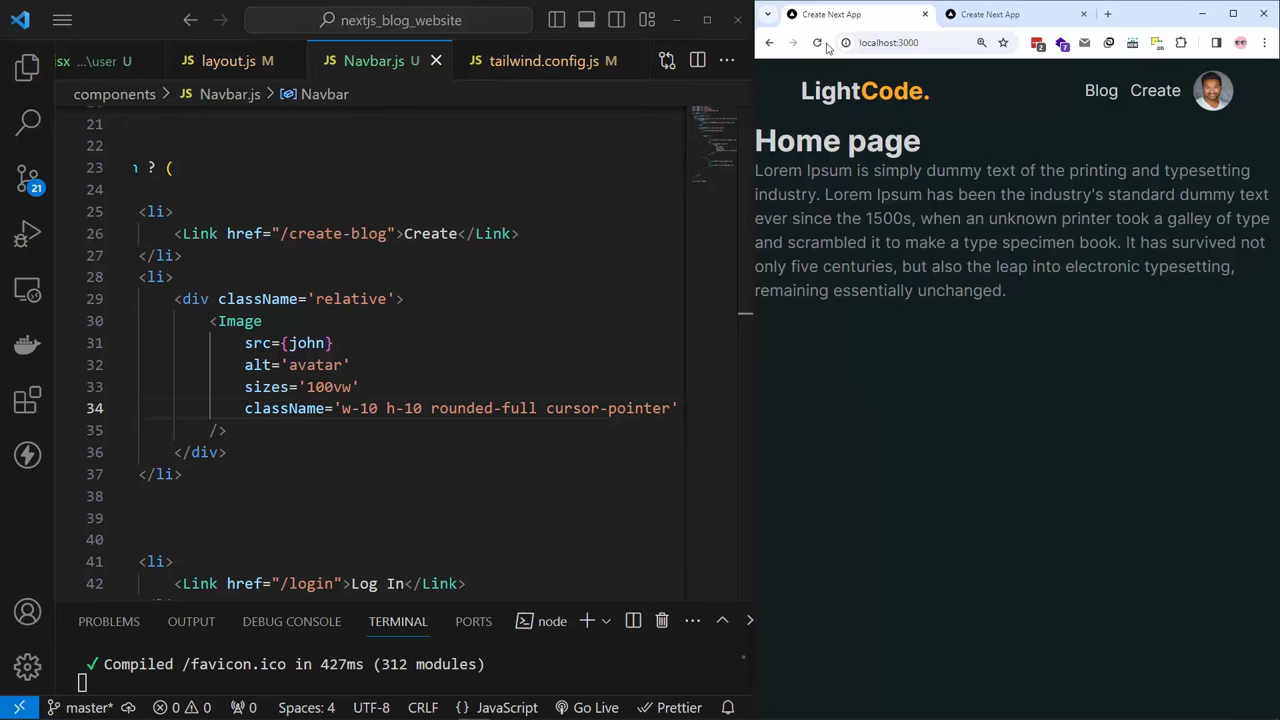 nextjs_blog_website
jsx ...\user U
layout.js M
JS Navbar.js U
JS tailwind.config.js M
components > JS Navbar.js > Navbar
21
22
23 ? (
24
25 <li>
26 <Link href="/create-blog">Create</Link>
27 </li>
28 <li>
29 <div className='relative'>
30 <Image
31 src={john}
32 alt='avatar'
33 sizes='100vw'
34 className='w-10 h-10 rounded-full cursor-pointer'
35 />
36 </div>
37 </li>
38
39
40
41 <li>
42 <Link href="/login">Log In</Link>
21
PROBLEMS OUTPUT DEBUG CONSOLE TERMINAL PORTS node
✓ Compiled /favicon.ico in 427ms (312 modules)
master* 0 0 0 Spaces: 4 UTF-8 CRLF {} JavaScript Go Live Prettier
Create Next App
Create Next App
localhost:3000
2
7
LightCode.
Blog Create
Home page
Lorem Ipsum is simply dummy text of the printing and typesetting
industry. Lorem Ipsum has been the industry's standard dummy text
ever since the 1500s, when an unknown printer took a galley of type
and scrambled it to make a type specimen book. It has survived not
only five centuries, but also the leap into electronic typesetting,
remaining essentially unchanged.